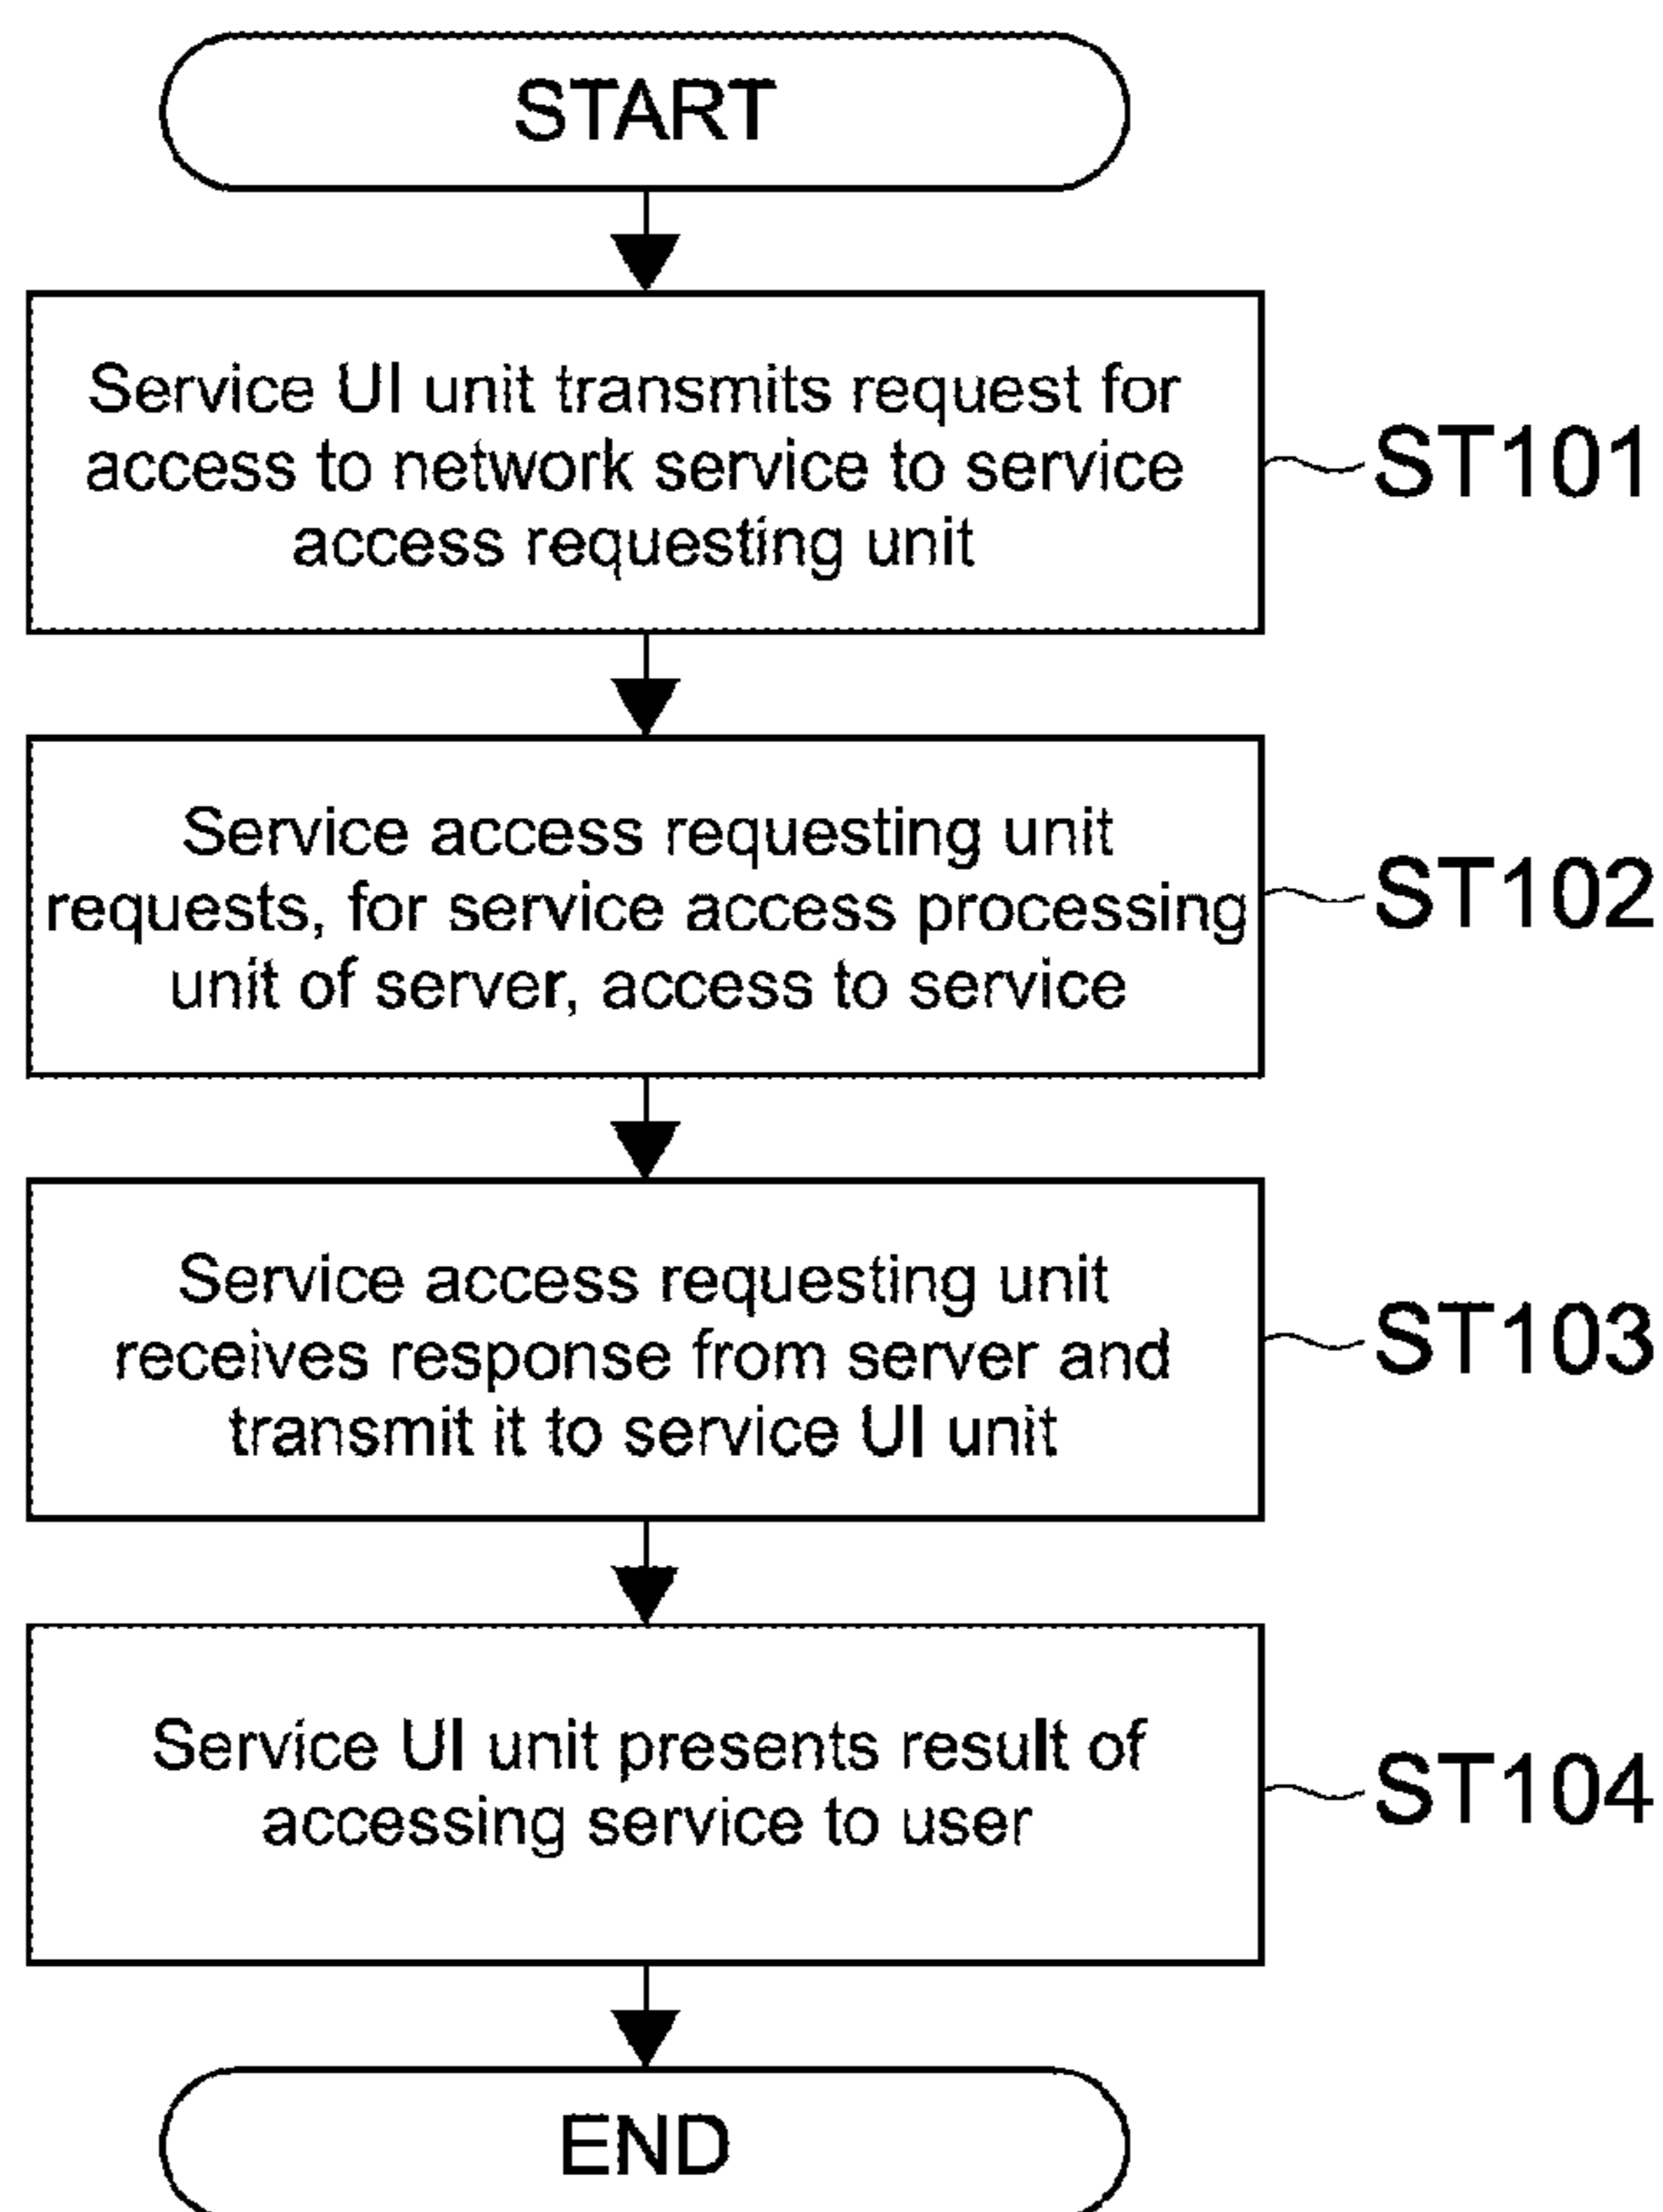 START
Service UI unit transmits request for
access to network service to service
access requesting unit
ST101
Service access requesting unit
requests, for service access processing
unit of server, access to service
ST102
Service access requesting unit
receives response from server and
transmit it to service UI unit
ST103
Service UI unit presents result of
accessing service to user
ST104
END